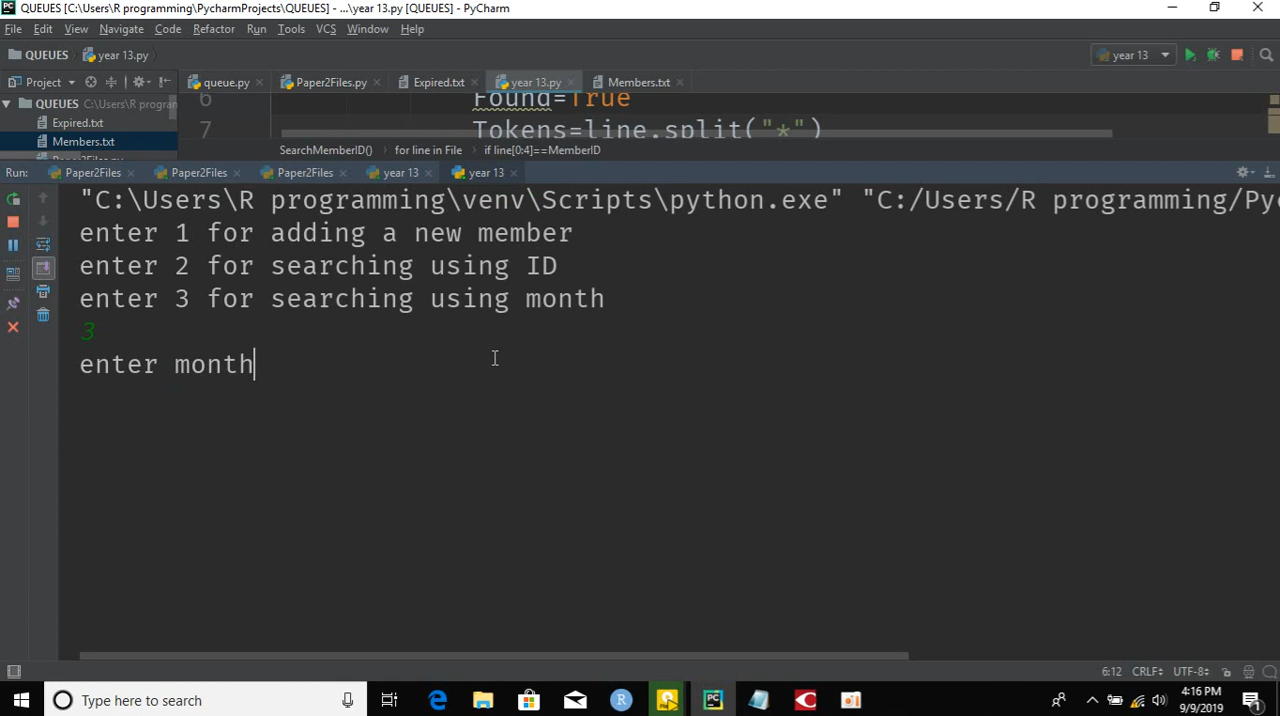 QUEUES [C:\Users\R programming\PycharmProjects\QUEUES] - ...\year 13.py [QUEUES] - PyCharm
File Edit View Navigate Code Refactor Run Tools VCS Window Help
QUEUES year 13.py year 13
Project queue.py Paper2Files.py Expired.txt year 13.py Members.txt
QUEUES C:\Users\R progran
Expired.txt
Members.txt
6 Found=True
7 Tokens=line.split("*")
SearchMemberID() for line in File if line[0:4]==MemberID
Run: Paper2Files Paper2Files Paper2Files year 13 year 13
"C:\Users\R programming\venv\Scripts\python.exe" "C:/Users/R programming/Py
enter 1 for adding a new member
enter 2 for searching using ID
enter 3 for searching using month
3
enter month
6:12 CRLF UTF-8
Type here to search
4:16 PM
9/9/2019